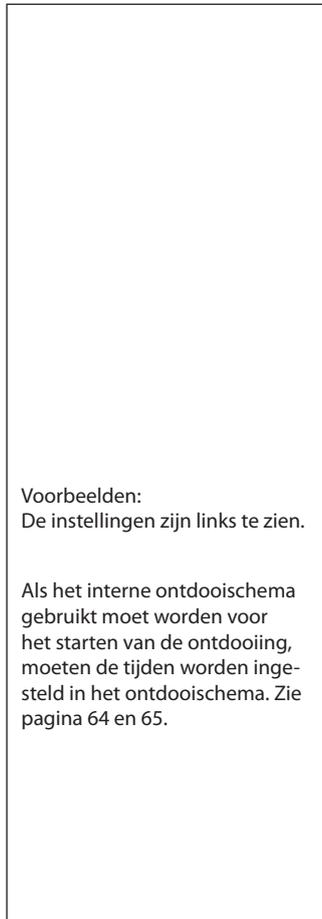 Voorbeelden:
De instellingen zijn links te zien.
Als het interne ontdooischema
gebruikt moet worden voor
het starten van de ontdooiing,
moeten de tijden worden inge-
steld in het ontdooischema. Zie
pagina 64 en 65.